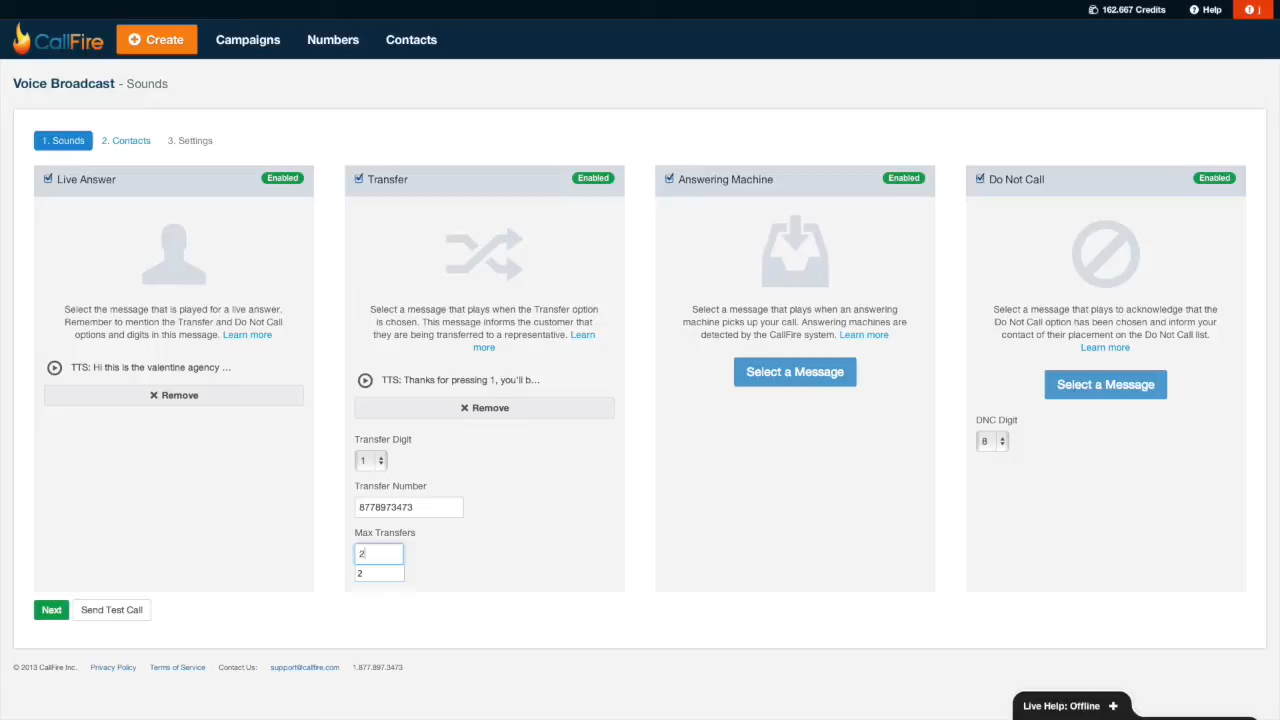 162.667 Credits
Help
j
CallFire
Create
Campaigns
Numbers
Contacts
Voice Broadcast - Sounds
1. Sounds
2. Contacts
3. Settings
Live Answer
Enabled
Select the message that is played for a live answer.
Remember to mention the Transfer and Do Not Call
options and digits in this message. Learn more
TTS: Hi this is the valentine agency ...
Remove
Transfer
Enabled
Select a message that plays when the Transfer option
is chosen. This message informs the customer that
they are being transferred to a representative. Learn
more
TTS: Thanks for pressing 1, you'll b...
Remove
Transfer Digit
1
Transfer Number
8778973473
Max Transfers
2
2
Answering Machine
Enabled
Select a message that plays when an answering
machine picks up your call. Answering machines are
detected by the CallFire system. Learn more
Select a Message
Do Not Call
Enabled
Select a message that plays to acknowledge that the
Do Not Call option has been chosen and inform your
contact of their placement on the Do Not Call list.
Learn more
Select a Message
DNC Digit
8
Next
Send Test Call
© 2013 CallFire Inc.
Privacy Policy
Terms of Service
Contact Us:
support@callfire.com
1.877.897.3473
Live Help: Offline